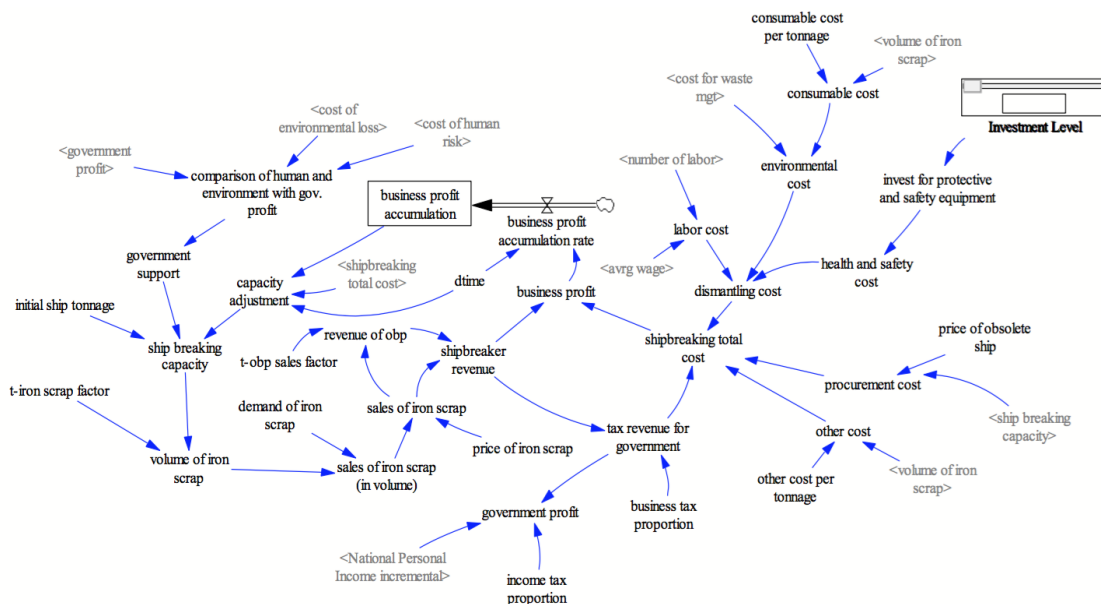 consumable cost
per tonnage
<volume of iron
scrap>
<cost for waste
mgt>
consumable cost
Investment Level
<cost of
environmental loss>
<cost of human
risk>
<government
profit>
comparison of human and
environment with gov.
profit
<number of labor>
environmental
cost
invest for protective
and safety equipment
business profit
accumulation
business profit
accumulation rate
labor cost
government
support
<shipbreaking
total cost>
<avrg wage>
health and safety
cost
capacity
adjustment
dtime
business profit
dismantling cost
initial ship tonnage
revenue of obp
ship breaking
capacity
t-obp sales factor
shipbreaker
revenue
shipbreaking total
cost
price of obsolete
ship
t-iron scrap factor
demand of iron
scrap
sales of iron scrap
procurement cost
<ship breaking
capacity>
tax revenue for
government
other cost
price of iron scrap
volume of iron
scrap
sales of iron scrap
(in volume)
other cost per
tonnage
<volume of iron
scrap>
government profit
business tax
proportion
<National Personal
Income incremental>
income tax
proportion